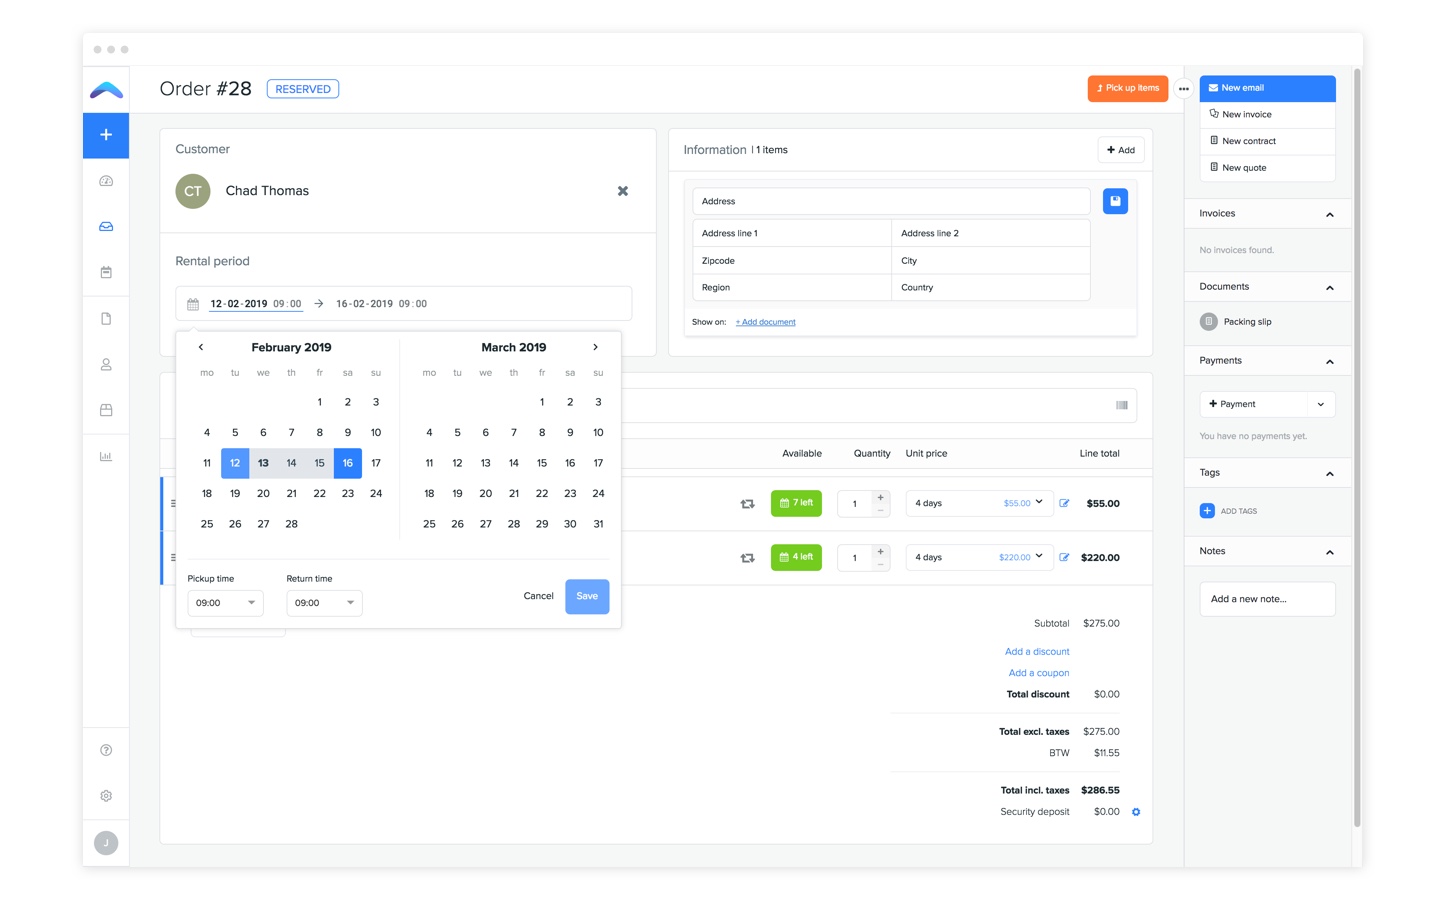 Order #28 RESERVED
Pick up items
Customer
CT Chad Thomas
Rental period
12-02-2019 09:00 → 16-02-2019 09:00
February 2019
mo tu we th fr sa su
1 2 3
4 5 6 7 8 9 10
11 12 13 14 15 16 17
18 19 20 21 22 23 24
25 26 27 28
March 2019
mo tu we th fr sa su
1 2 3
4 5 6 7 8 9 10
11 12 13 14 15 16 17
18 19 20 21 22 23 24
25 26 27 28 29 30 31
Pickup time Return time
09:00 09:00
Cancel Save
Information | 1 items
+ Add
Address
Address line 1 Address line 2
Zipcode City
Region Country
Show on: + Add document
Available Quantity Unit price Line total
7 left 1 + − 4 days $55.00 $55.00
4 left 1 + − 4 days $220.00 $220.00
Subtotal $275.00
Add a discount
Add a coupon
Total discount $0.00
Total excl. taxes $275.00
BTW $11.55
Total incl. taxes $286.55
Security deposit $0.00
New email
New invoice
New contract
New quote
Invoices
No invoices found.
Documents
Packing slip
Payments
+ Payment
You have no payments yet.
Tags
+ ADD TAGS
Notes
Add a new note...
J